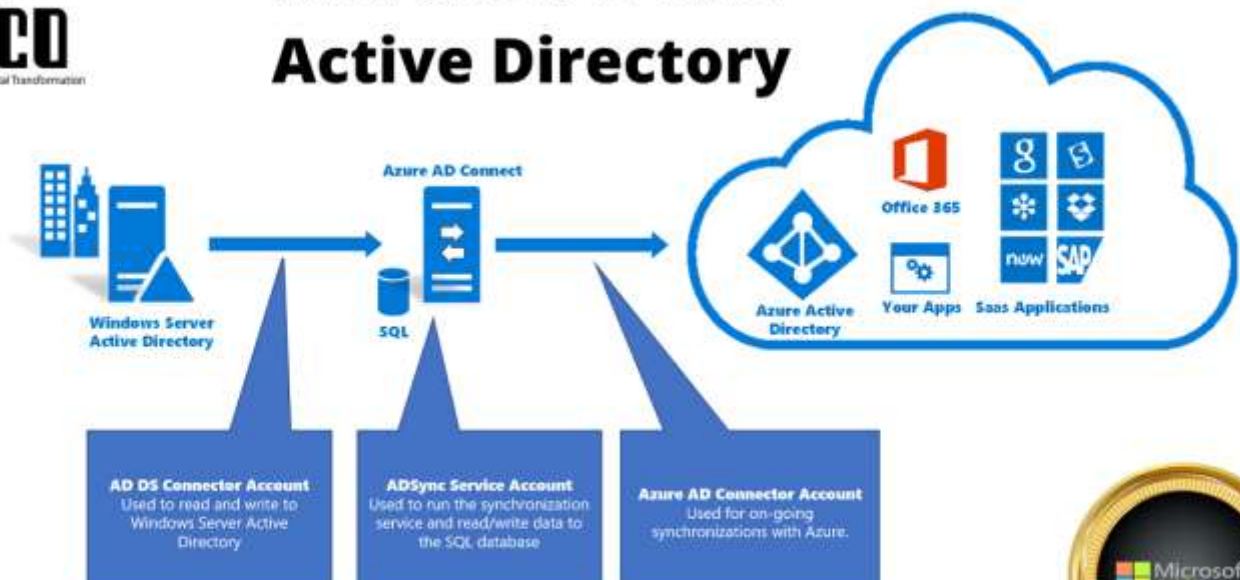 CO
al Transformation
Active Directory
Azure AD Connect
Office 365
g
now
SAP
Windows Server
Active Directory
SQL
Azure Active
Directory
Your Apps
Saas Applications
AD DS Connector Account
Used to read and write to
Windows Server Active
Directory
ADSync Service Account
Used to run the synchronization
service and read/write data to
the SQL database
Azure AD Connector Account
Used for on-going
synchronizations with Azure.
Microsof